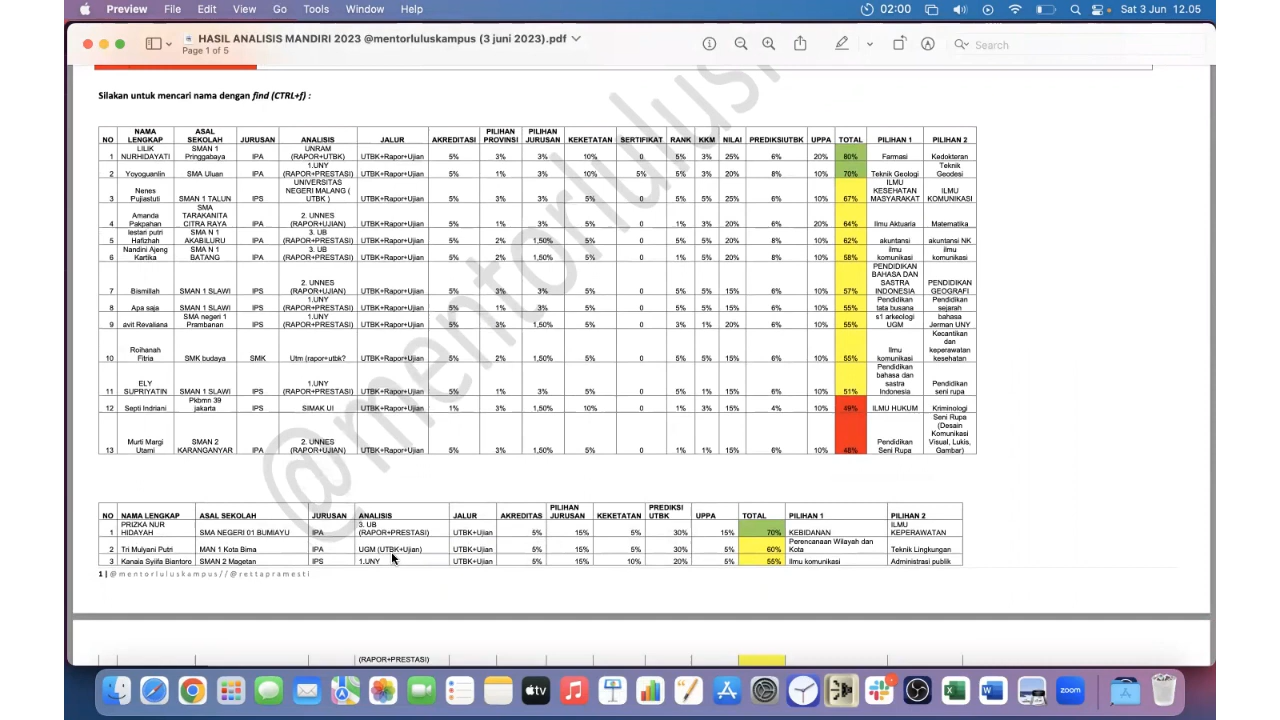 Preview File Edit View Go Tools Window Help 02:00 Sat 3 Jun 12.05
HASIL ANALISIS MANDIRI 2023 @mentorluluskampus (3 juni 2023).pdf
Page 1 of 5
Search
Silakan untuk mencari nama dengan find (CTRL+f) :
NO NAMA LENGKAP ASAL SEKOLAH JURUSAN ANALISIS JALUR AKREDITASI PILIHAN PROVINSI PILIHAN JURUSAN KEKETATAN SERTIFIKAT RANK KKM NILAI PREDIKSIUTBK UPPA TOTAL PILIHAN 1 PILIHAN 2
1 LILIK NURHIDAYATI SMAN 1 Pringgabaya IPA UNRAM (RAPOR+UTBK) UTBK+Rapor+Ujian 5% 3% 3% 10% 0 5% 3% 25% 6% 20% 80% Farmasi Kedokteran
2 Yoyoguanlin SMA Uluan IPA 1.UNY (RAPOR+PRESTASI) UTBK+Rapor+Ujian 5% 1% 3% 10% 5% 5% 3% 20% 8% 10% 70% Teknik Geologi Teknik Geodesi
3 Nenes Pujiastuti SMAN 1 TALUN IPS UNIVERSITAS NEGERI MALANG ( UTBK ) UTBK+Rapor+Ujian 5% 3% 3% 5% 0 5% 5% 25% 6% 10% 67% ILMU KESEHATAN MASYARAKAT ILMU KOMUNIKASI
4 Amanda Pakpahan SMA TARAKANITA CITRA RAYA IPA 2. UNNES (RAPOR+UJIAN) UTBK+Rapor+Ujian 5% 1% 3% 5% 0 1% 3% 20% 6% 20% 64% Ilmu Aktuaria Matematika
5 lestari putri Hafizhah SMA N 1 AKABILURU IPA 3. UB (RAPOR+PRESTASI) UTBK+Rapor+Ujian 5% 2% 1,50% 5% 0 5% 5% 20% 8% 10% 62% akuntansi akuntansi NK
6 Nandini Ajeng Kartika SMA N 1 BATANG IPA 3. UB (RAPOR+PRESTASI) UTBK+Rapor+Ujian 5% 2% 1,50% 5% 0 1% 5% 20% 8% 10% 58% ilmu komunikasi ilmu komunikasi
7 Bismillah SMAN 1 SLAWI IPS 2. UNNES (RAPOR+UJIAN) UTBK+Rapor+Ujian 5% 3% 3% 5% 0 5% 5% 15% 6% 10% 57% PENDIDIKAN BAHASA DAN SASTRA INDONESIA PENDIDIKAN GEOGRAFI
8 Apa saja SMAN 1 SLAWI IPS 1.UNY (RAPOR+PRESTASI) UTBK+Rapor+Ujian 5% 1% 3% 5% 0 5% 5% 15% 6% 10% 55% Pendidikan tata busana Pendidikan sejarah
9 avit Revaliana SMA negeri 1 Prambanan IPS 1.UNY (RAPOR+PRESTASI) UTBK+Rapor+Ujian 5% 3% 1,50% 5% 0 3% 1% 20% 6% 10% 55% s1 arkeologi UGM bahasa Jerman UNY
10 Roihanah Fitria SMK budaya SMK Utm (rapor+utbk? UTBK+Rapor+Ujian 5% 2% 1,50% 5% 0 5% 5% 15% 6% 10% 55% Ilmu komunikasi Kecantikan dan keperawatan kesehatan
11 ELY SUPRIYATIN SMAN 1 SLAWI IPS 1,UNY (RAPOR+PRESTASI) UTBK+Rapor+Ujian 5% 1% 3% 5% 0 5% 1% 15% 6% 10% 51% Pendidikan bahasa dan sastra Indonesia Pendidikan seni rupa
12 Septi Indriani Pkbmn 39 jakarta IPS SIMAK UI UTBK+Rapor+Ujian 1% 3% 1,50% 10% 0 1% 3% 15% 4% 10% 49% ILMU HUKUM Kriminologi
13 Murti Margi Utami SMAN 2 KARANGANYAR IPA 2. UNNES (RAPOR+UJIAN) UTBK+Rapor+Ujian 5% 3% 1,50% 5% 0 1% 1% 15% 6% 10% 48% Pendidikan Seni Rupa Seni Rupa (Desain Komunikasi Visual, Lukis, Gambar)
NO NAMA LENGKAP ASAL SEKOLAH JURUSAN ANALISIS JALUR AKREDITAS PILIHAN JURUSAN KEKETATAN PREDIKSI UTBK UPPA TOTAL PILIHAN 1 PILIHAN 2
1 PRIZKA NUR HIDAYAH SMA NEGERI 01 BUMIAYU IPA 3. UB (RAPOR+PRESTASI) UTBK+Ujian 5% 15% 5% 30% 15% 70% KEBIDANAN ILMU KEPERAWATAN
2 Tri Mulyani Putri MAN 1 Kota Bima IPA UGM (UTBK+Ujian) UTBK+Ujian 5% 15% 5% 30% 5% 60% Perencanaan Wilayah dan Kota Teknik Lingkungan
3 Kanaia Syiifa Biantoro SMAN 2 Magetan IPS 1.UNY UTBK+Ujian 5% 15% 10% 20% 5% 55% Ilmu komunikasi Administrasi publik
1 | @mentorluluskampus//@restapramesti
(RAPOR+PRESTASI)
@mentorlulusk
tv
zoom